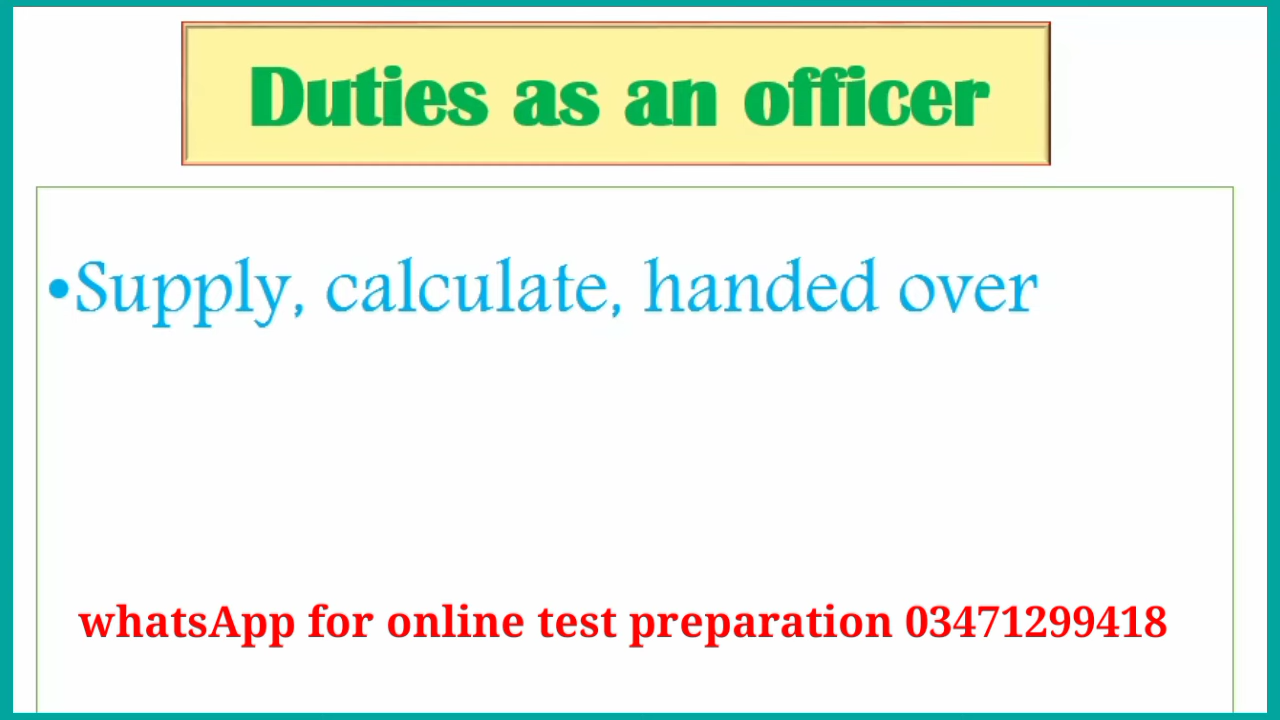 Duties as an officer
•Supply, calculate, handed over
whatsApp for online test preparation 03471299418